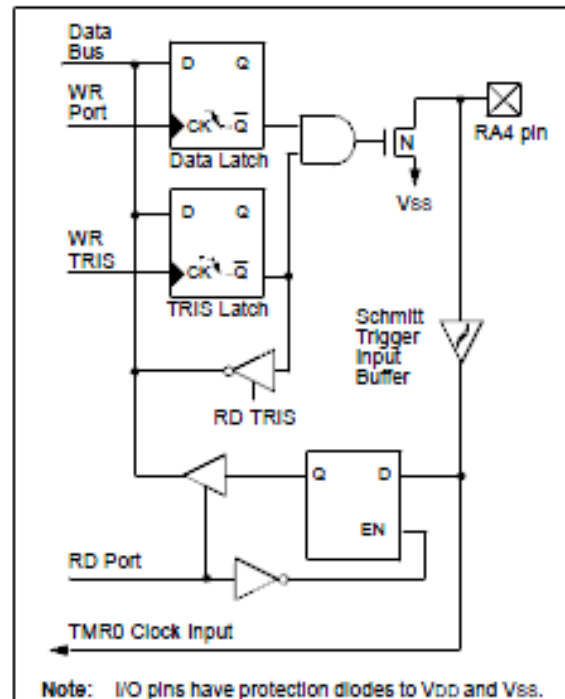 Data
Bus
D Q
WR
Port
CK Q̅
Data Latch
N
RA4 pin
VSS
D Q
WR
TRIS
CK Q̅
TRIS Latch
Schmitt
Trigger
Input
Buffer
RD TRIS
Q D
EN
RD Port
TMR0 Clock Input
Note: I/O pins have protection diodes to VDD and VSS.